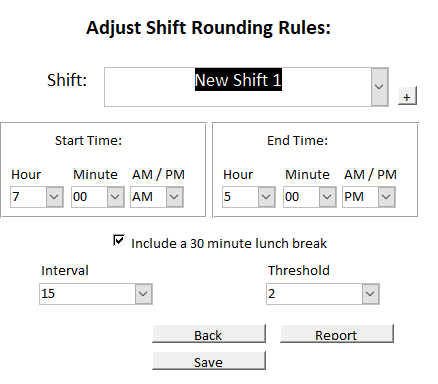 Adjust Shift Rounding Rules:
Shift: New Shift 1
+
Start Time: End Time:
Hour Minute AM / PM Hour Minute AM / PM
7 00 AM 5 00 PM
Include a 30 minute lunch break
Interval Threshold
15 2
Back Report
Save